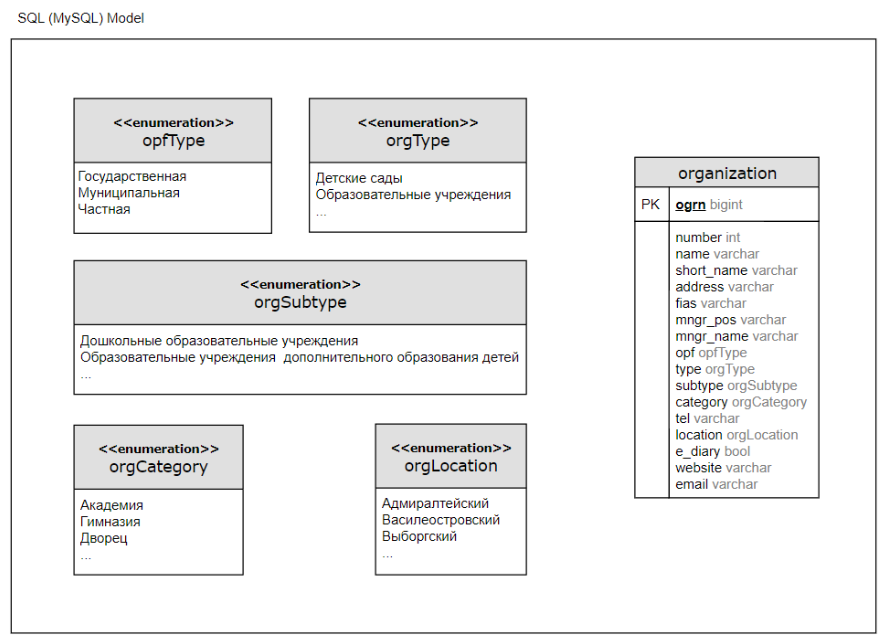 SQL (MySQL) Model
<<enumeration>>
opfType
Государственная
Муниципальная
Частная
<<enumeration>>
orgType
Детские сады
Образовательные учреждения
...
<<enumeration>>
orgSubtype
Дошкольные образовательные учреждения
Образовательные учреждения дополнительного образования детей
...
<<enumeration>>
orgCategory
Академия
Гимназия
Дворец
...
<<enumeration>>
orgLocation
Адмиралтейский
Василеостровский
Выборгский
...
organization
PK ogrn bigint
number int
name varchar
short_name varchar
address varchar
fias varchar
mngr_pos varchar
mngr_name varchar
opf opfType
type orgType
subtype orgSubtype
category orgCategory
tel varchar
location orgLocation
e_diary bool
website varchar
email varchar